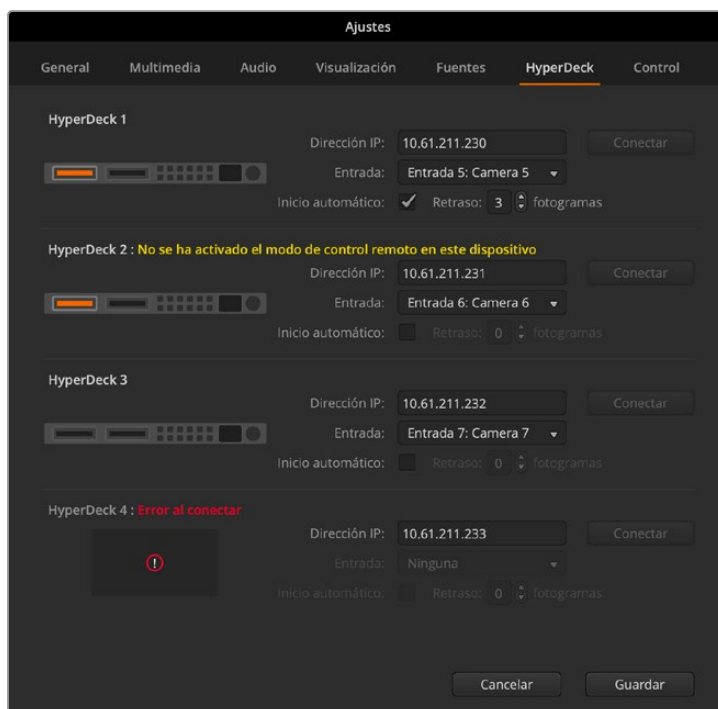 Ajustes
General Multimedia Audio Visualización Fuentes HyperDeck Control
HyperDeck 1
Dirección IP: 10.61.211.230 Conectar
Entrada: Entrada 5: Camera 5
Inicio automático: Retraso: 3 fotogramas
HyperDeck 2 : No se ha activado el modo de control remoto en este dispositivo
Dirección IP: 10.61.211.231 Conectar
Entrada: Entrada 6: Camera 6
Inicio automático: Retraso: 0 fotogramas
HyperDeck 3
Dirección IP: 10.61.211.232 Conectar
Entrada: Entrada 7: Camera 7
Inicio automático: Retraso: 0 fotogramas
HyperDeck 4 : Error al conectar
Dirección IP: 10.61.211.233 Conectar
Entrada: Ninguna
Inicio automático: Retraso: 0 fotogramas
Cancelar Guardar